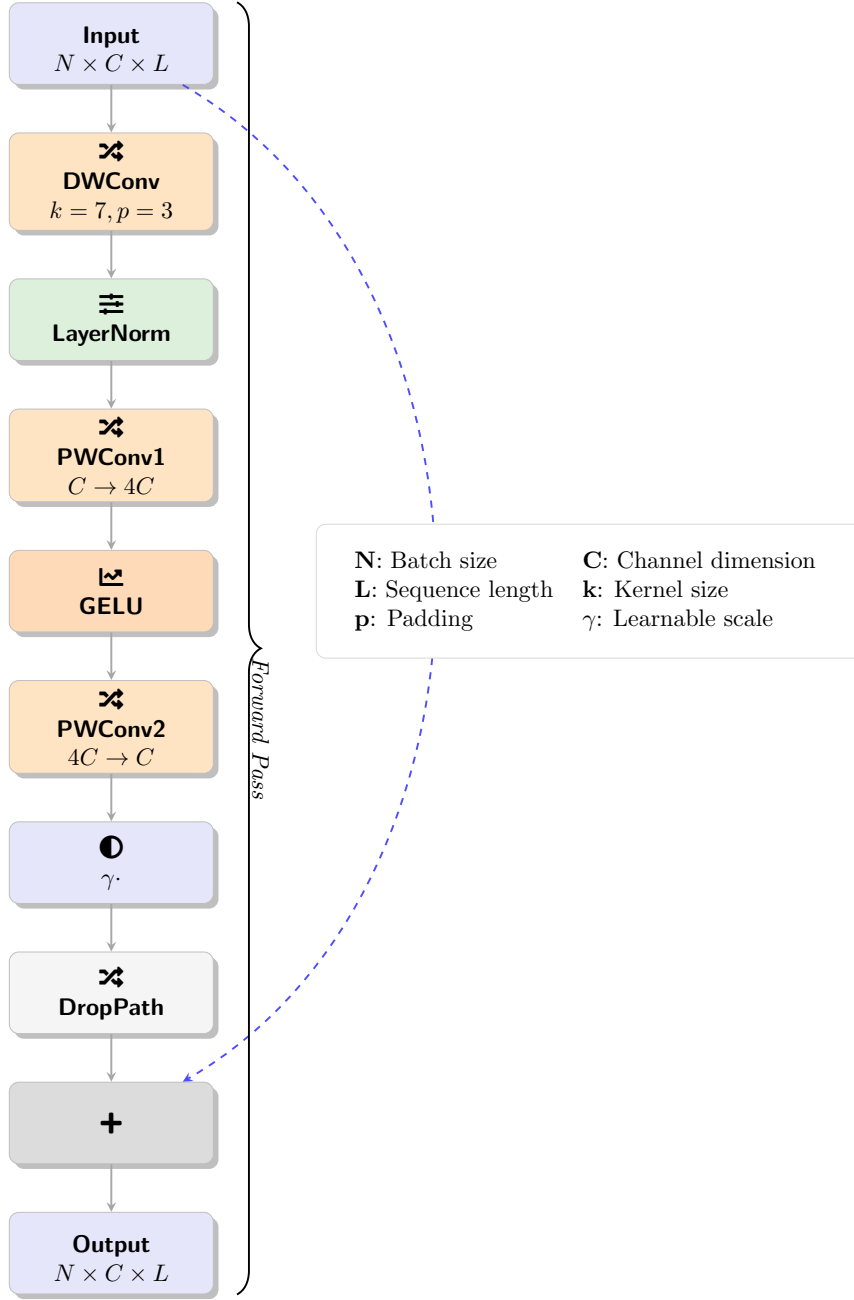 Input
N × C × L
DWConv
k = 7, p = 3
LayerNorm
PWConv1
C → 4C
GELU
PWConv2
4C → C
γ·
DropPath
+
Output
N × C × L
Forward Pass
N: Batch size C: Channel dimension
L: Sequence length k: Kernel size
p: Padding γ: Learnable scale